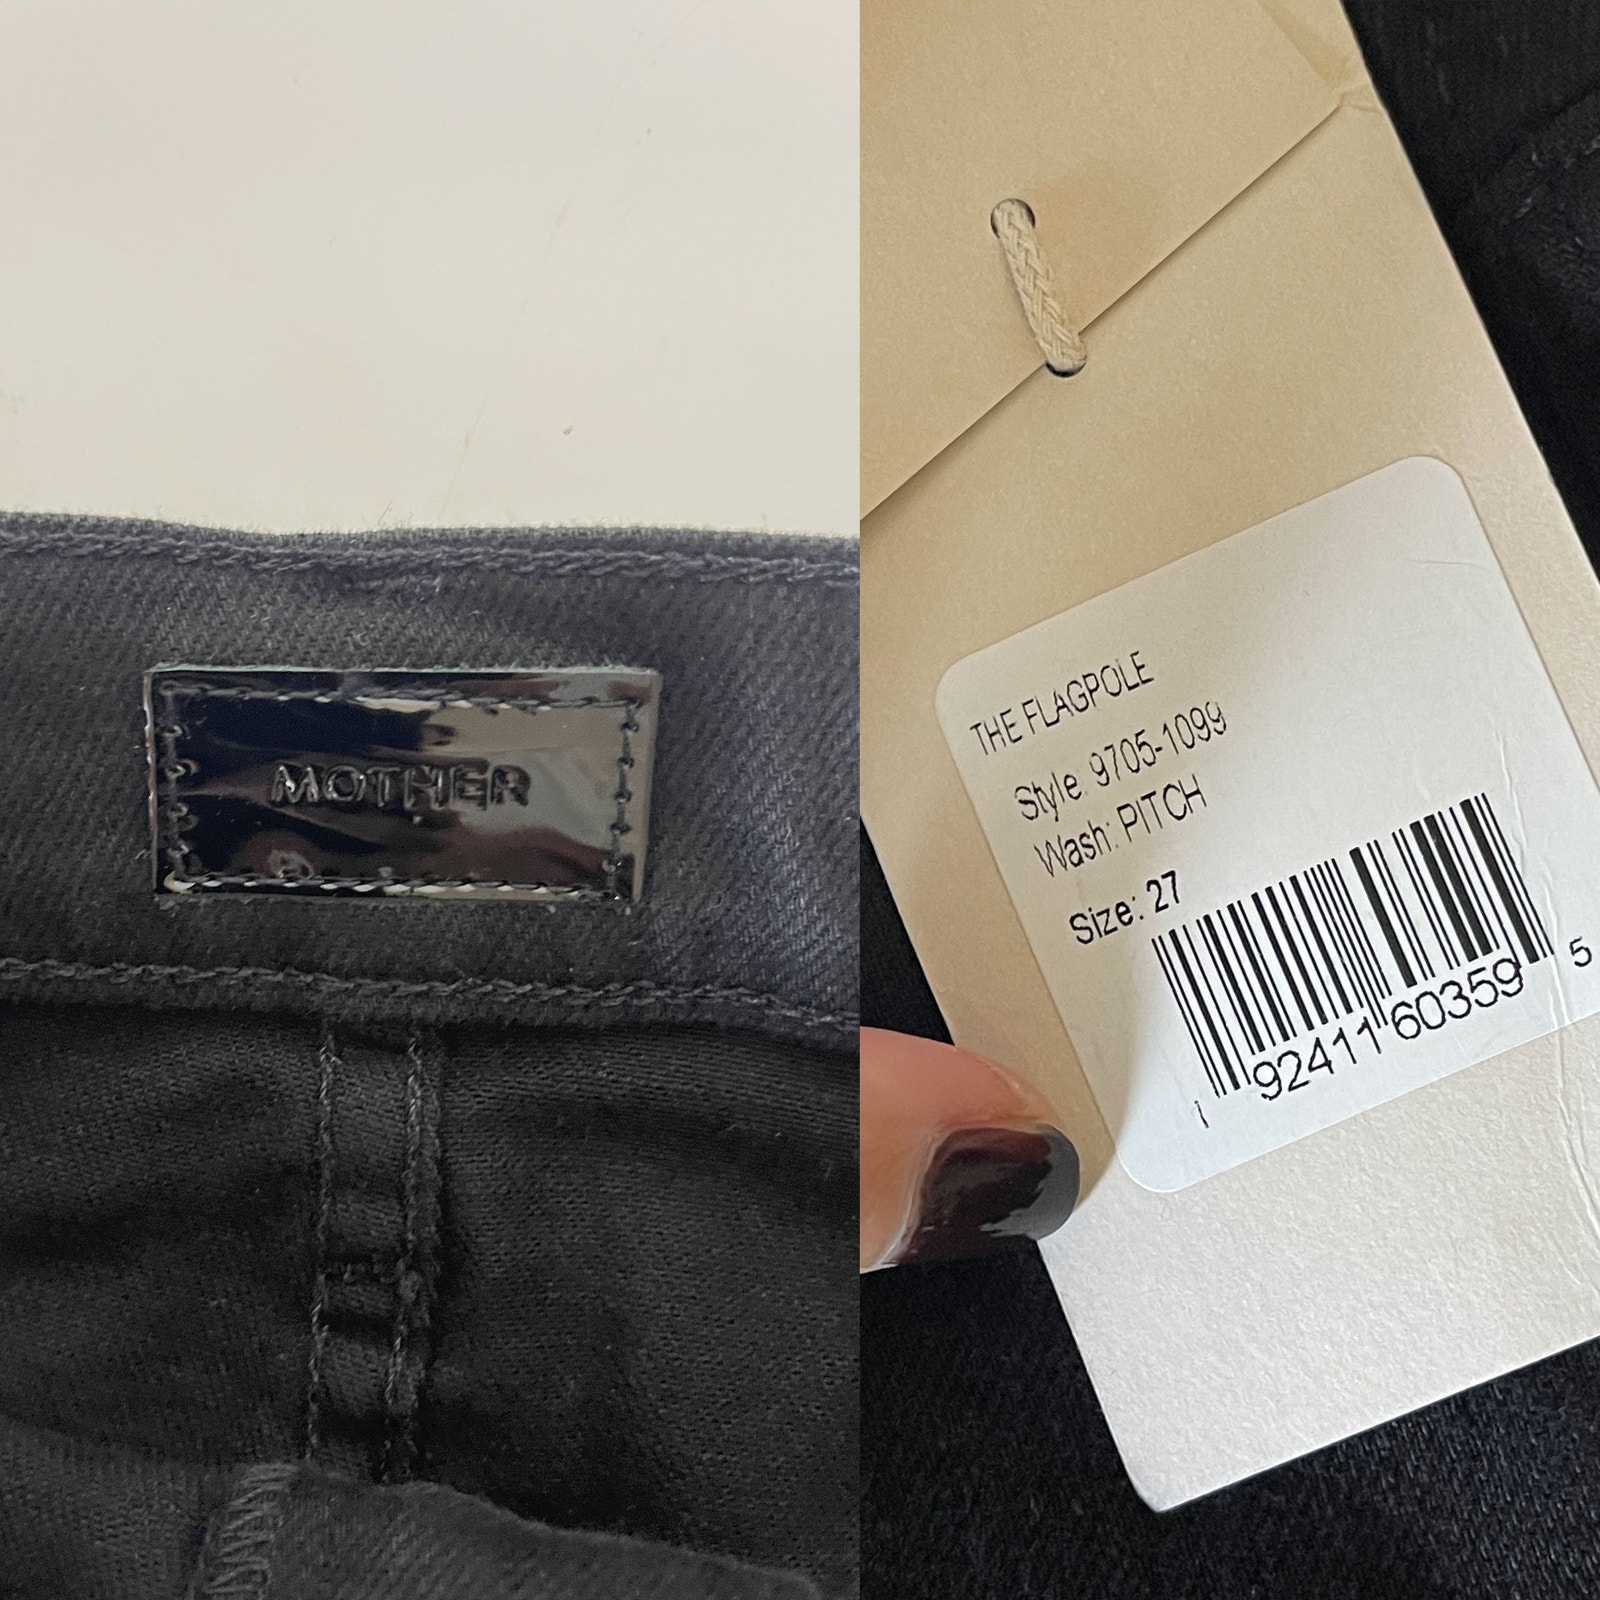 MOTHER
THE FLAGPOLE
Style: 9705-1099
Wash: PITCH
Size: 27
1 92411 60359 5